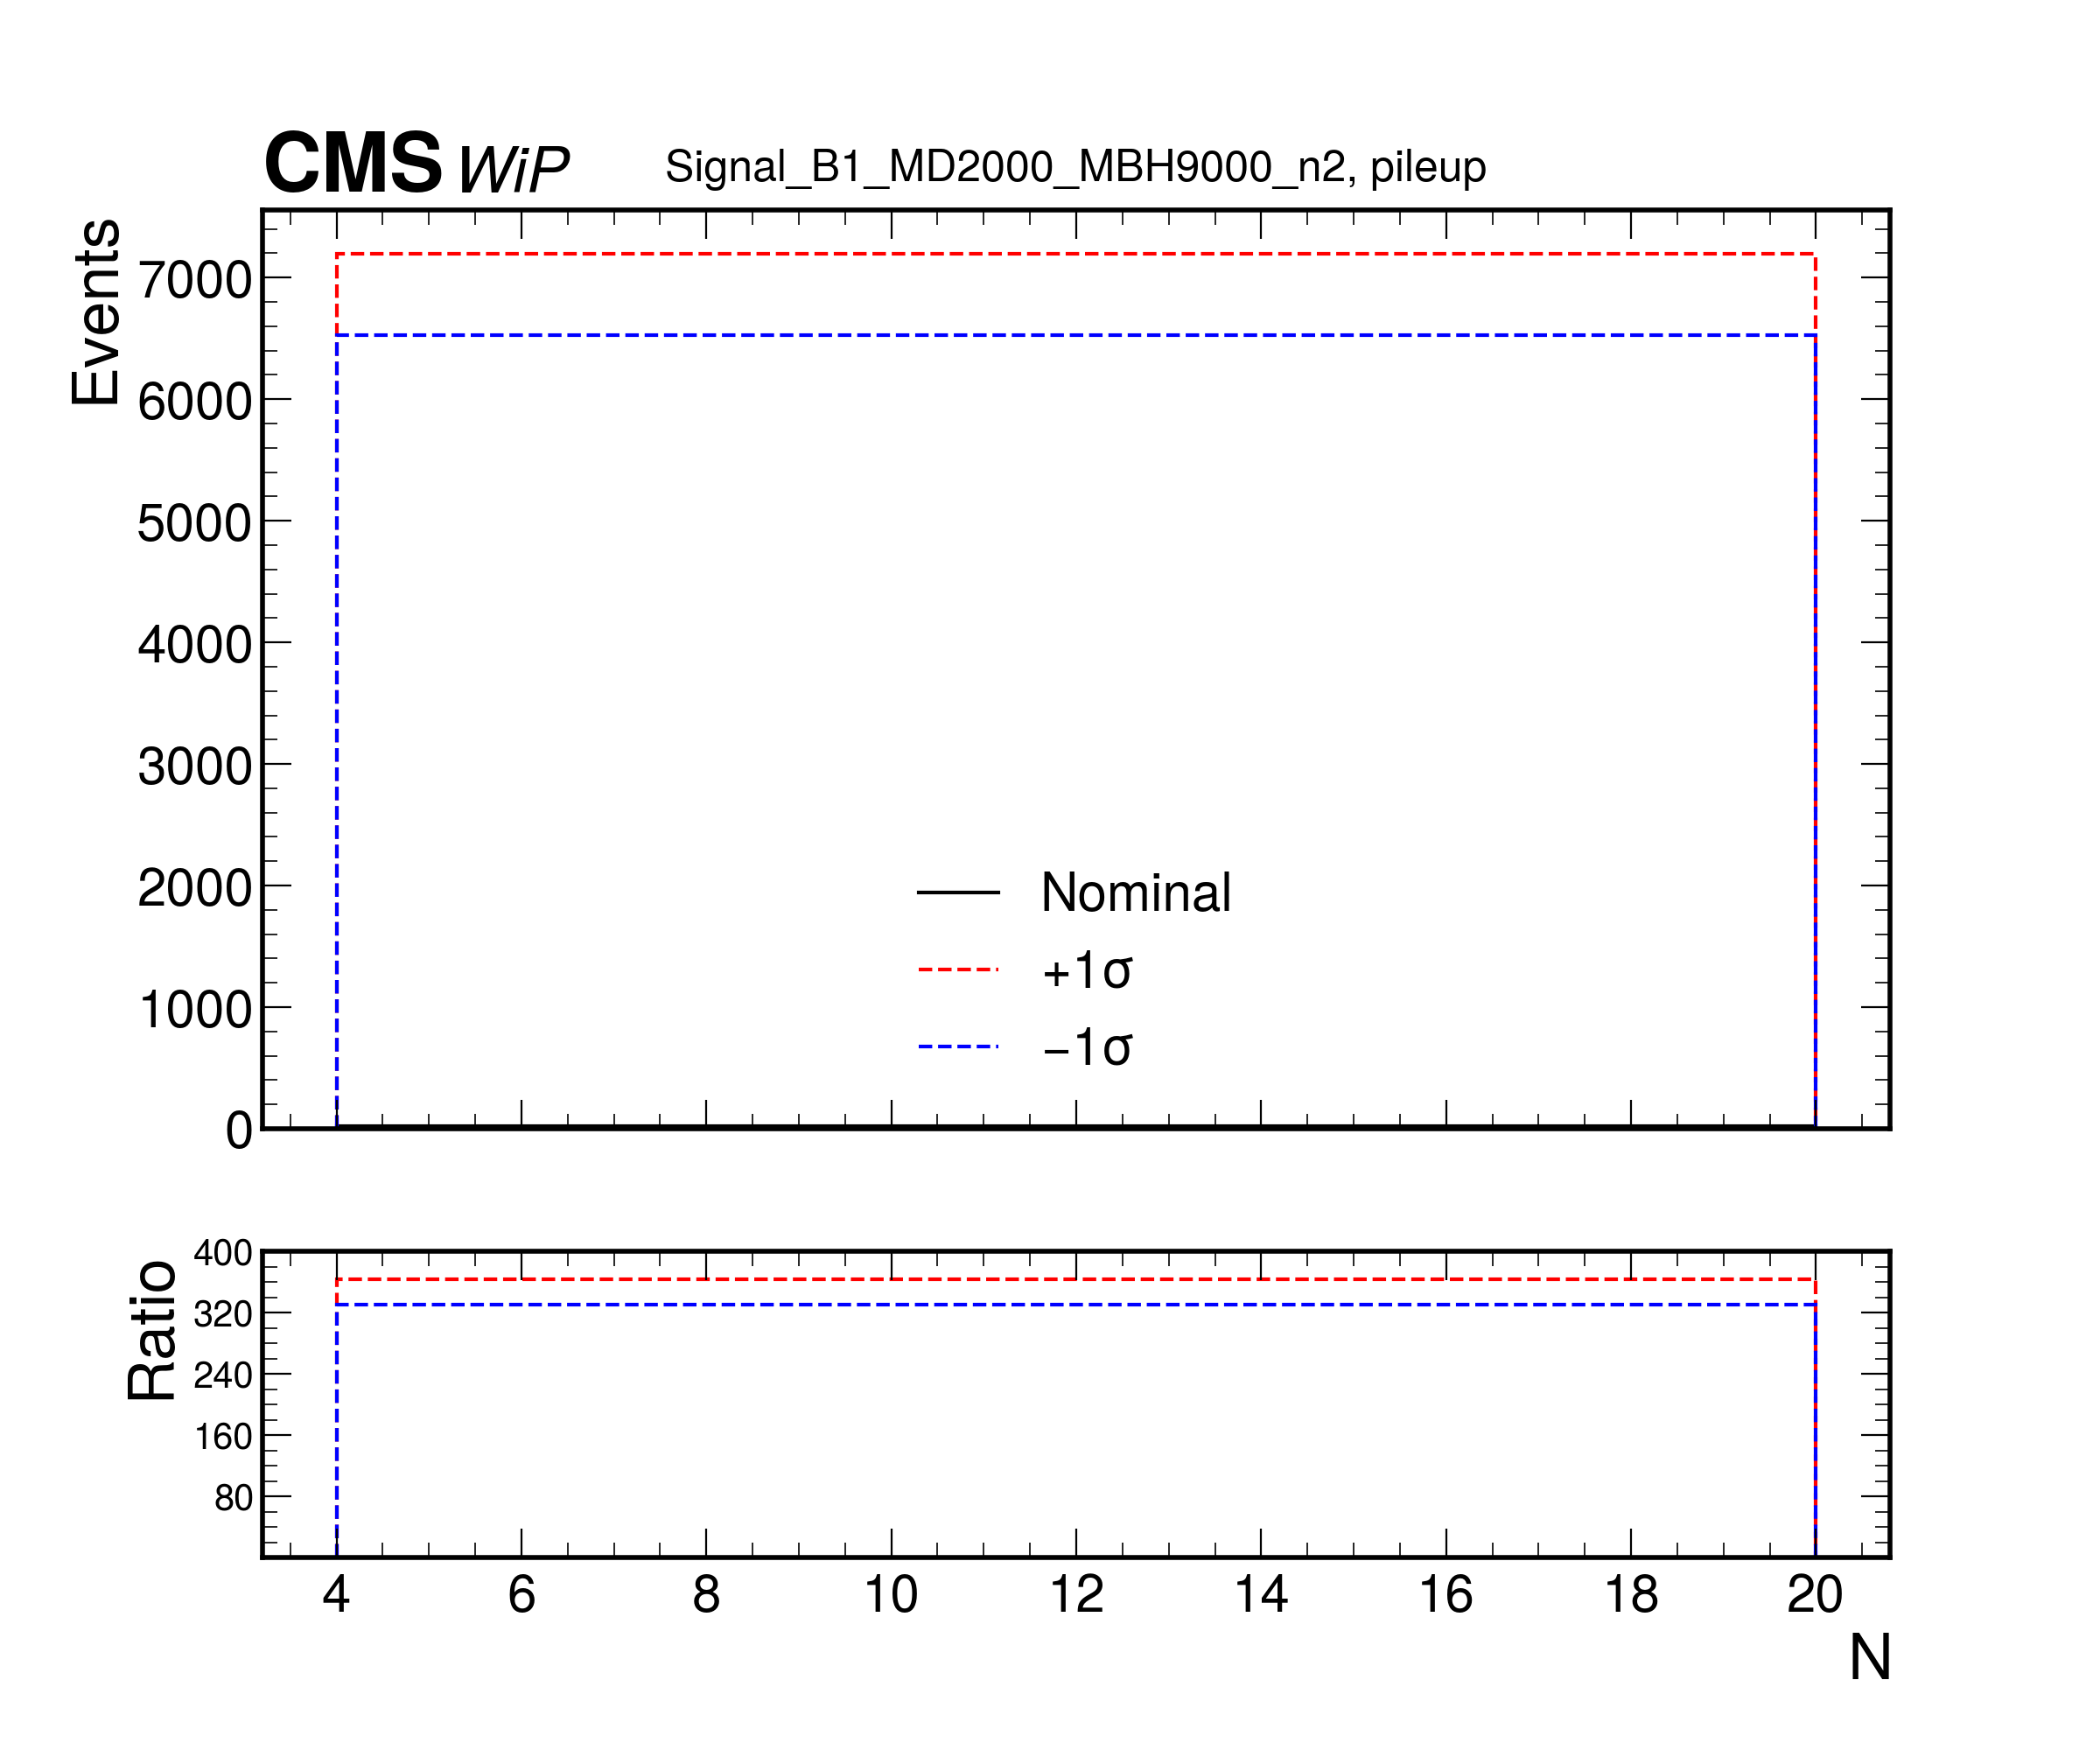 CMS WiP Signal_B1_MD2000_MBH9000_n2, pileup
Events
7000
6000
5000
4000
3000
2000
1000
0
Nominal
+1σ
−1σ
Ratio
400
320
240
160
80
4 6 8 10 12 14 16 18 20
N